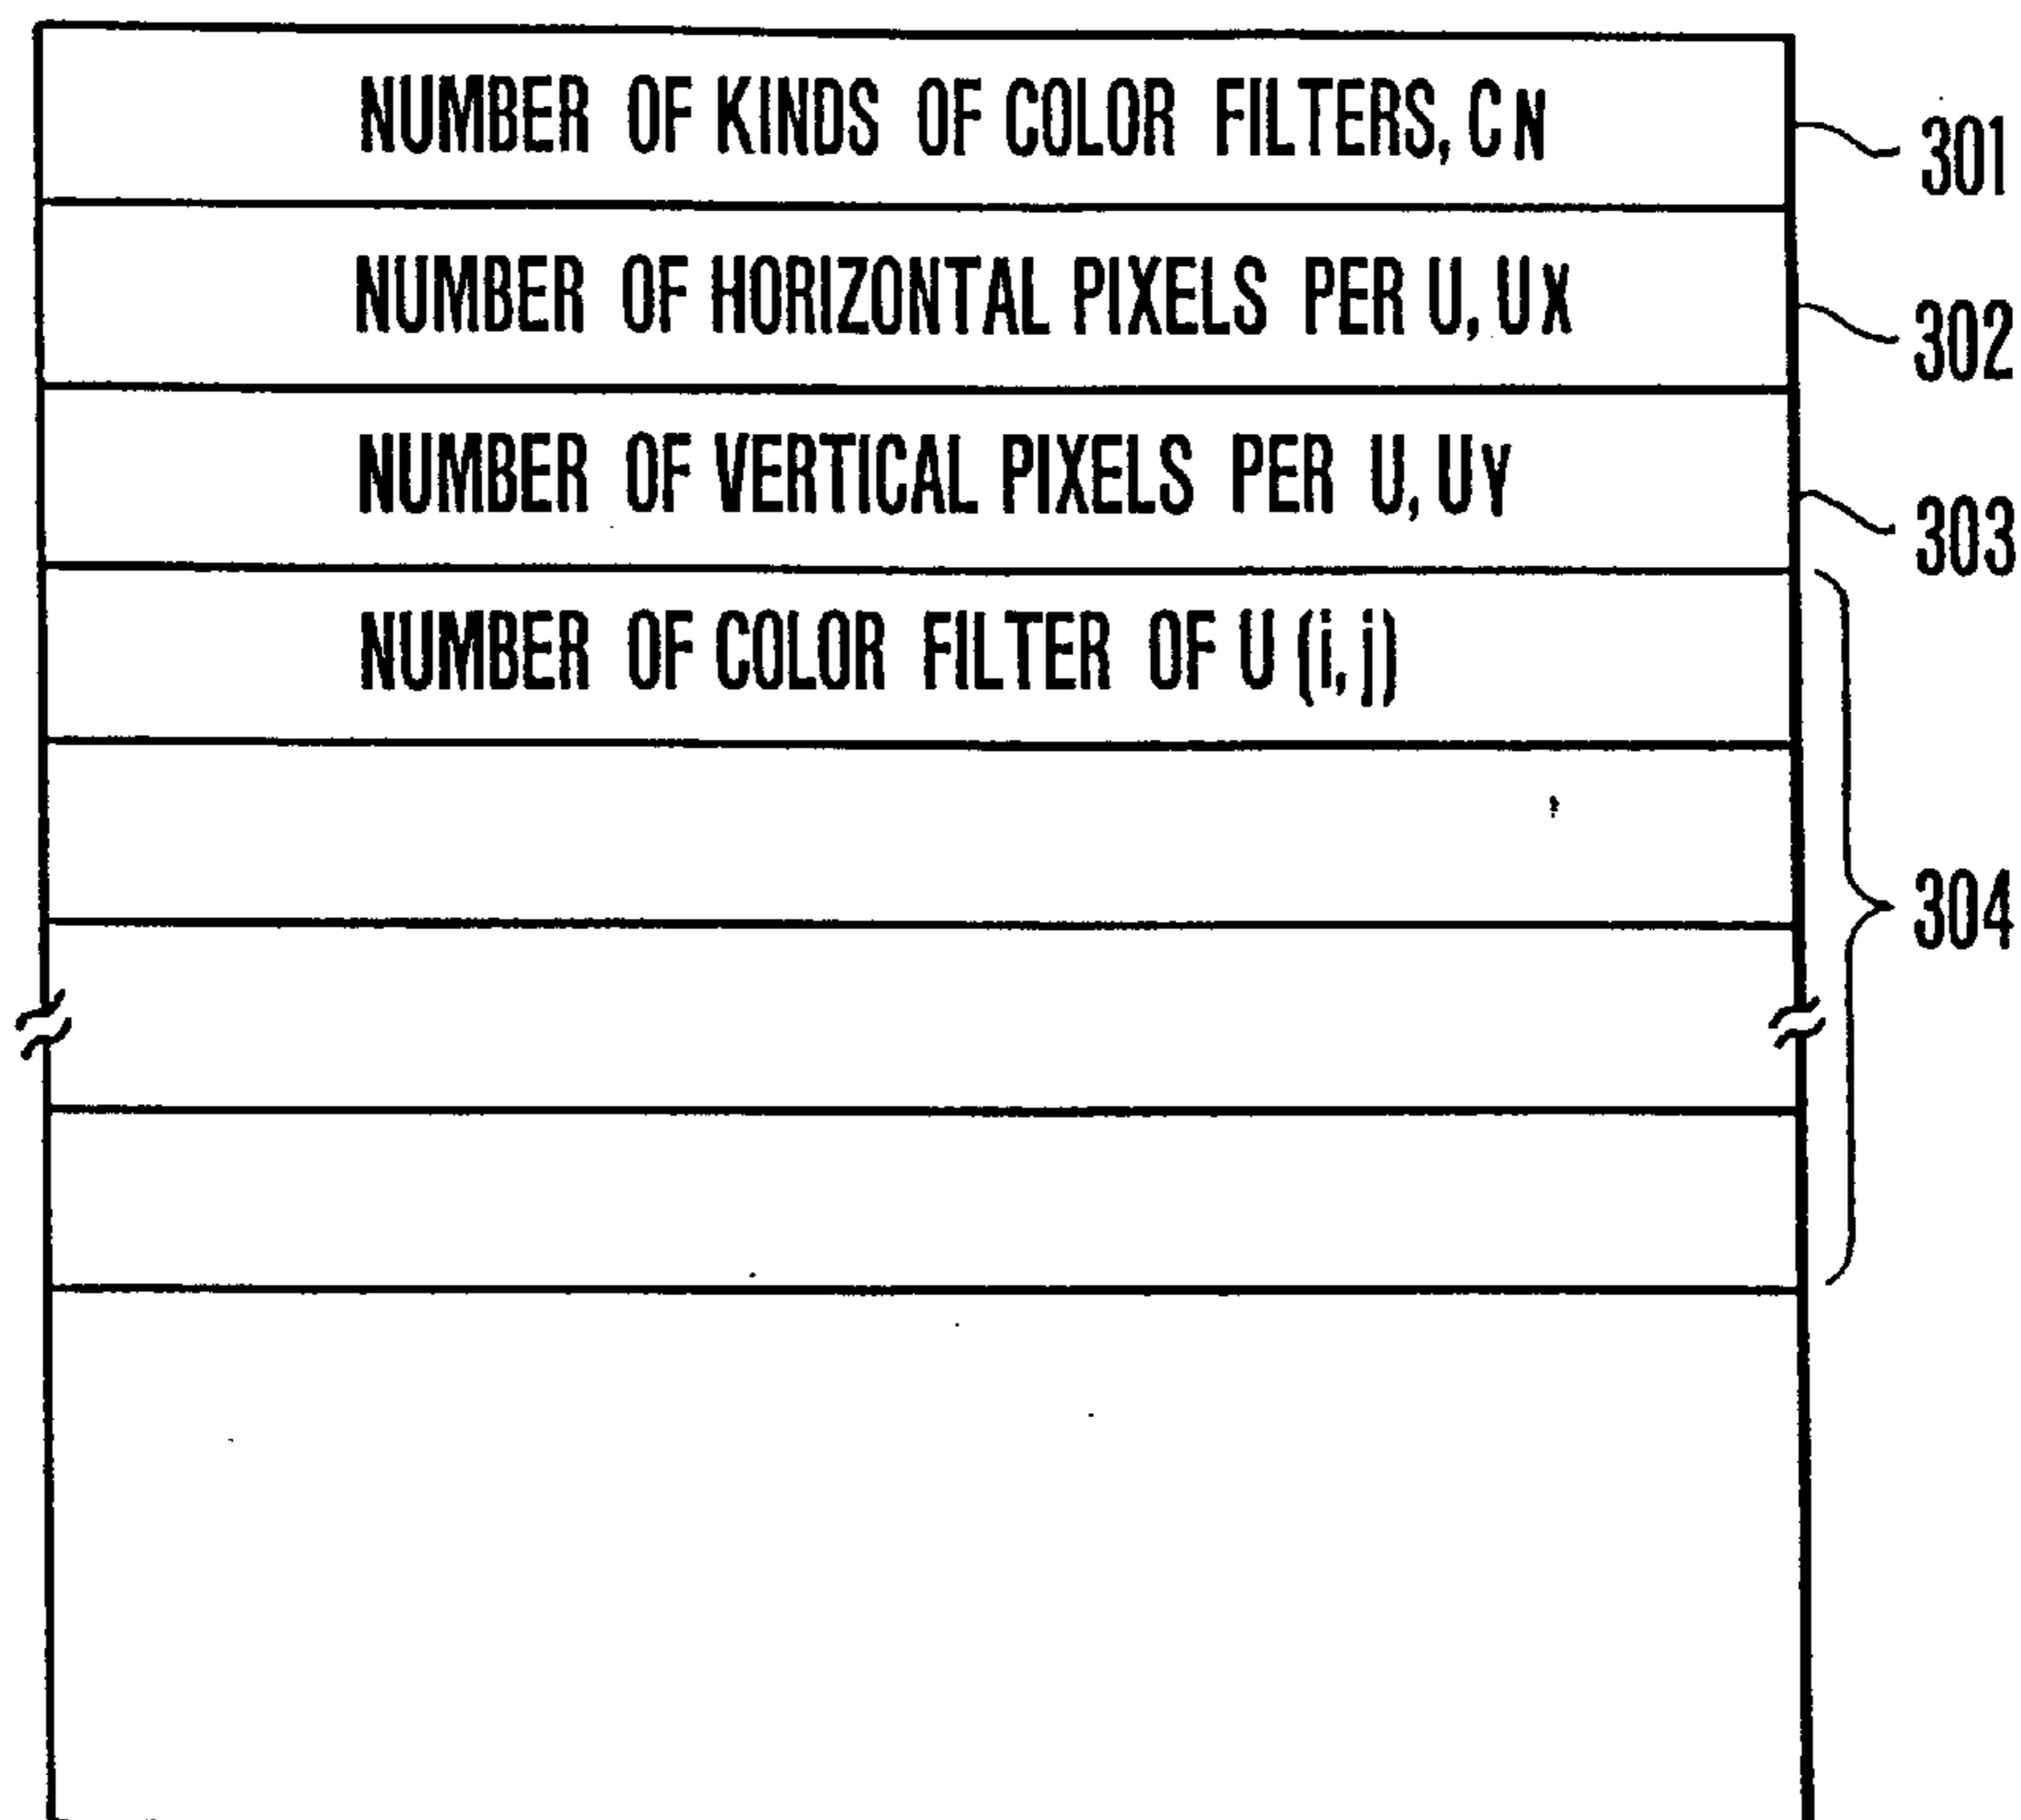 NUMBER OF KINDS OF COLOR FILTERS, CN
301
NUMBER OF HORIZONTAL PIXELS PER U, UX
302
NUMBER OF VERTICAL PIXELS PER U, UY
303
NUMBER OF COLOR FILTER OF U (i, j)
304